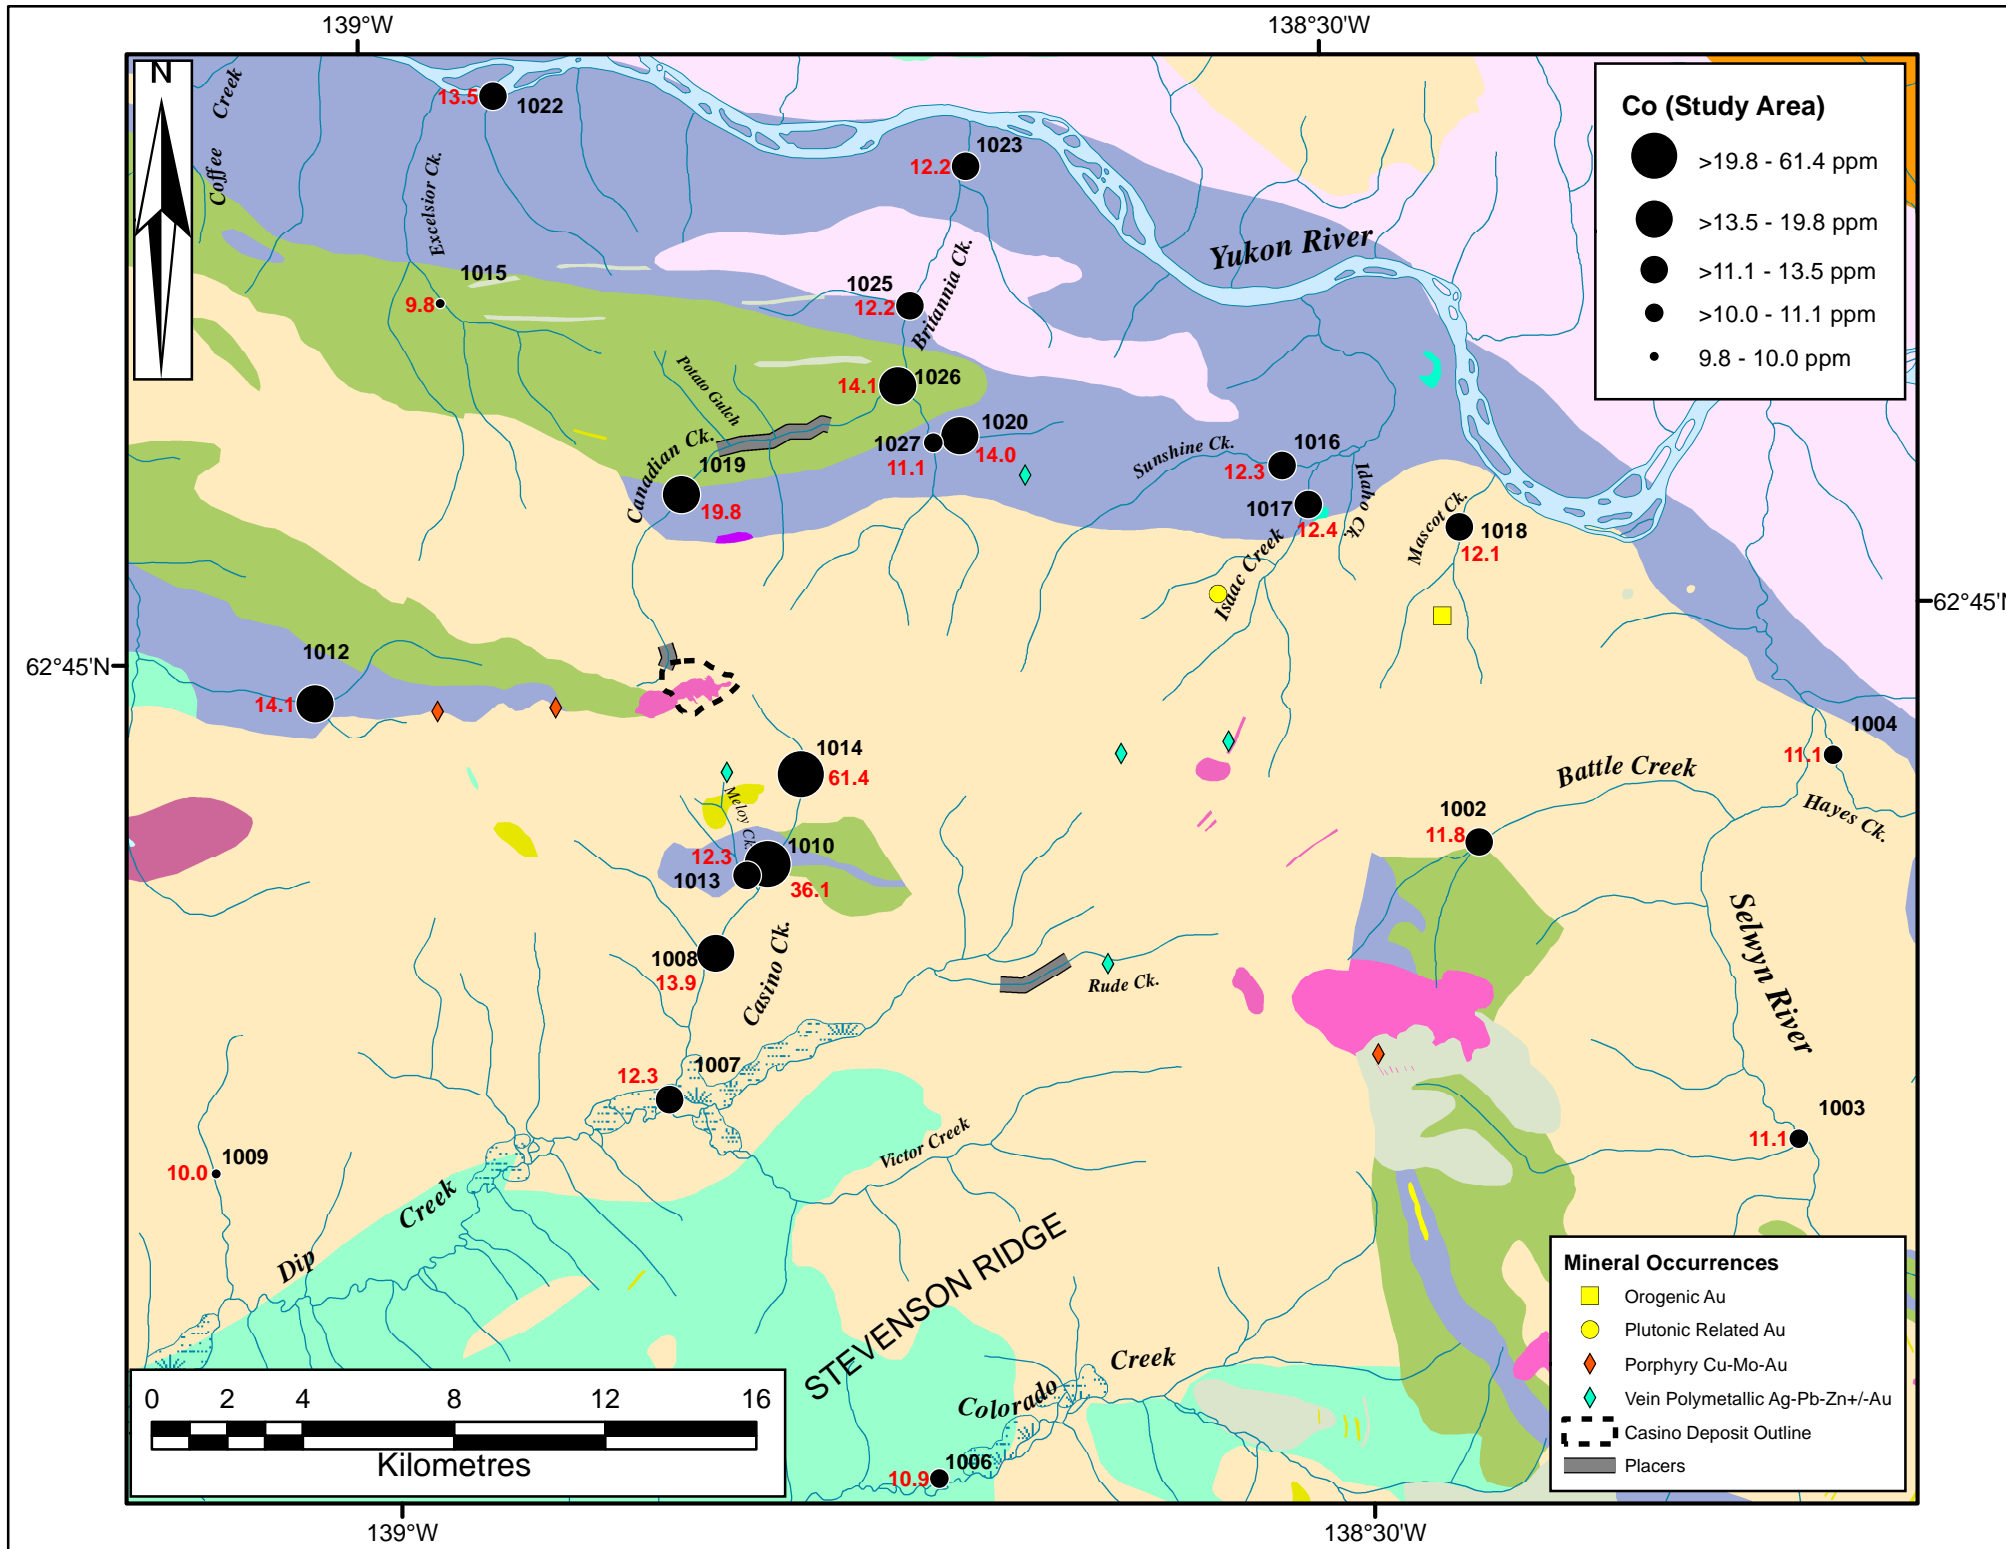 139°W
138°30'W
N
Coffee Creek
13.5
1022
Excelsior Ck.
1023
12.2
Co (Study Area)
>19.8 - 61.4 ppm
>13.5 - 19.8 ppm
>11.1 - 13.5 ppm
>10.0 - 11.1 ppm
9.8 - 10.0 ppm
Yukon River
1015
9.8
1025
12.2
Britannia Ck.
Potato Gulch
14.1
1026
1020
1027
11.1
14.0
Canadian Ck.
1019
19.8
Sunshine Ck.
1016
12.3
1017
12.4
Idaho Ck.
Isaac Creek
Mascot Ck.
1018
12.1
62°45'N
62°45'N
1012
14.1
1014
61.4
Meloy Ck.
1004
11.1
Battle Creek
Hayes Ck.
1002
11.8
12.3
1010
1013
36.1
Selwyn River
1008
13.9
Casino Ck.
Rude Ck.
1007
12.3
1003
11.1
1009
10.0
Victor Creek
Dip Creek
STEVENSON RIDGE
Colorado Creek
1006
10.9
Mineral Occurrences
Orogenic Au
Plutonic Related Au
Porphyry Cu-Mo-Au
Vein Polymetallic Ag-Pb-Zn+/-Au
Casino Deposit Outline
Placers
0 2 4 8 12 16
Kilometres
139°W
138°30'W